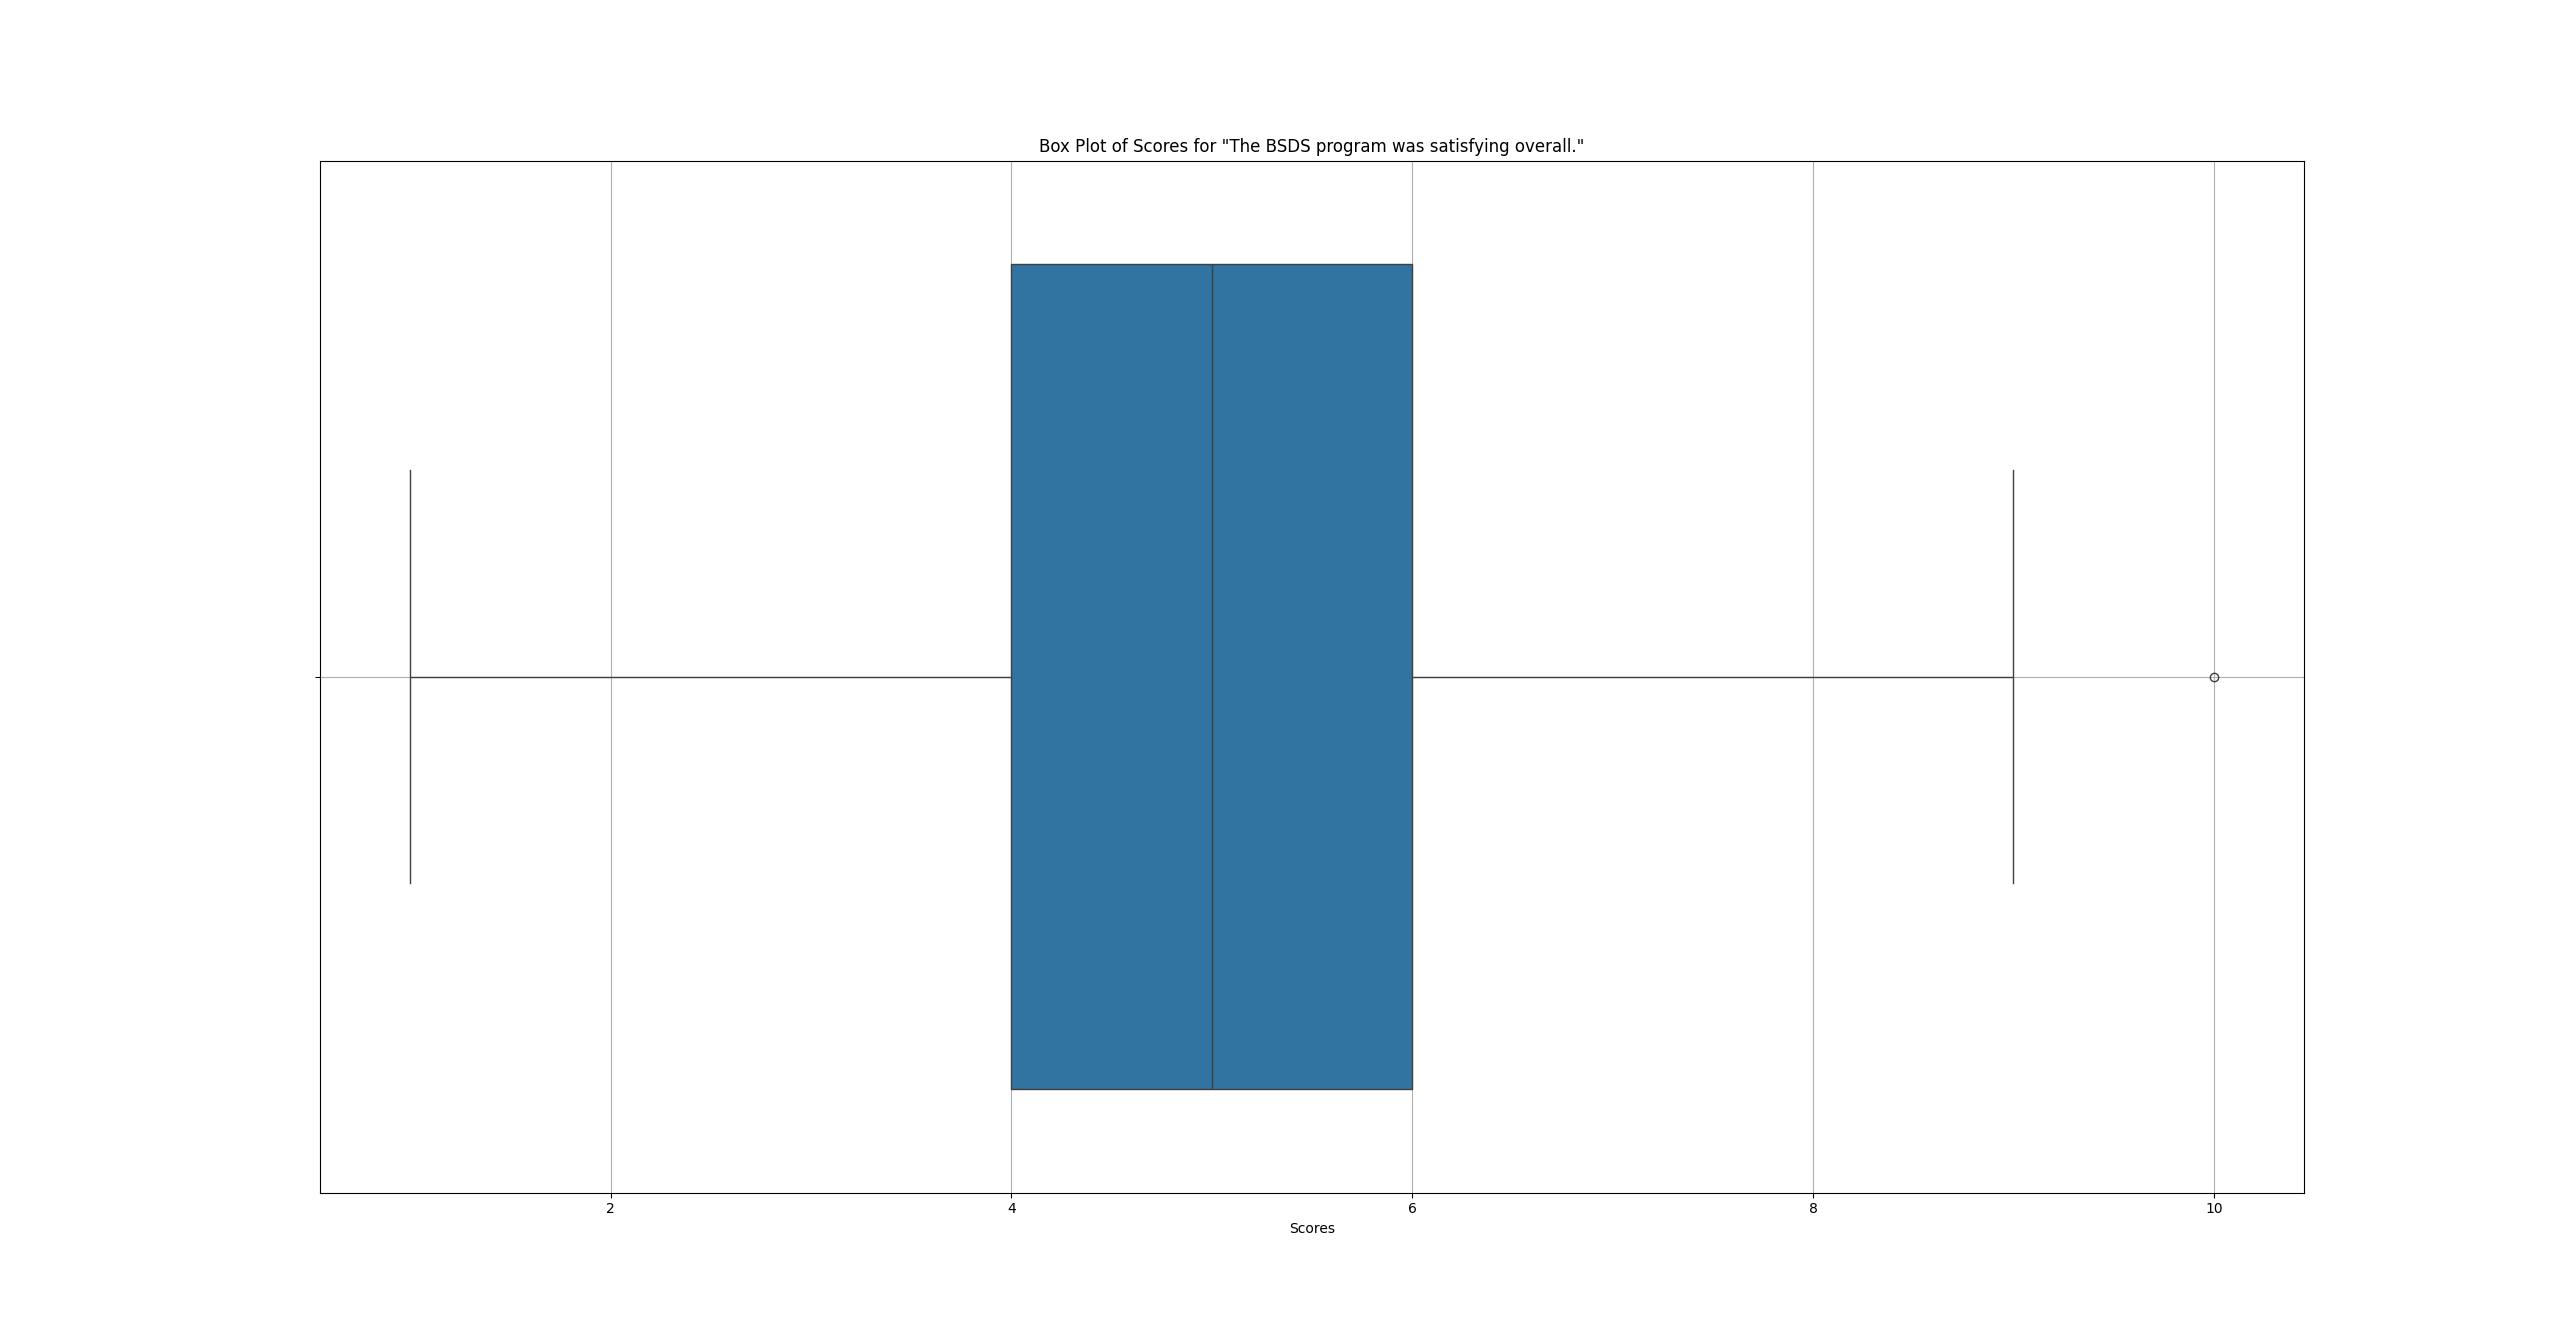 Box Plot of Scores for "The BSDS program was satisfying overall."
2 4 6 8 10
Scores